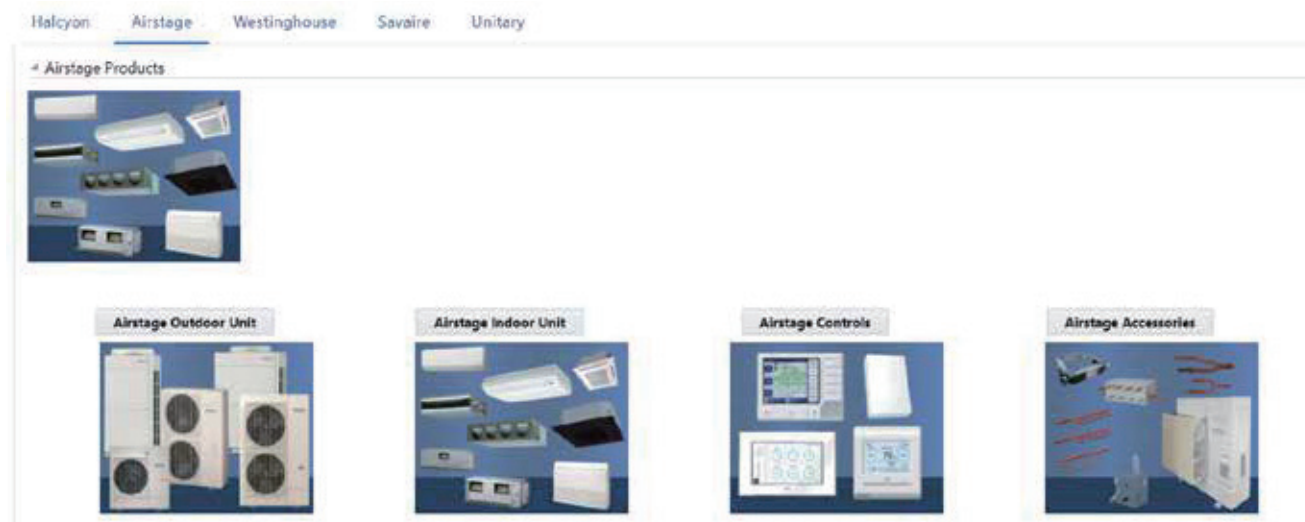 Halcyon Airstage Westinghouse Savaire Unitary
Airstage Products
Airstage Outdoor Unit Airstage Indoor Unit Airstage Controls Airstage Accessories